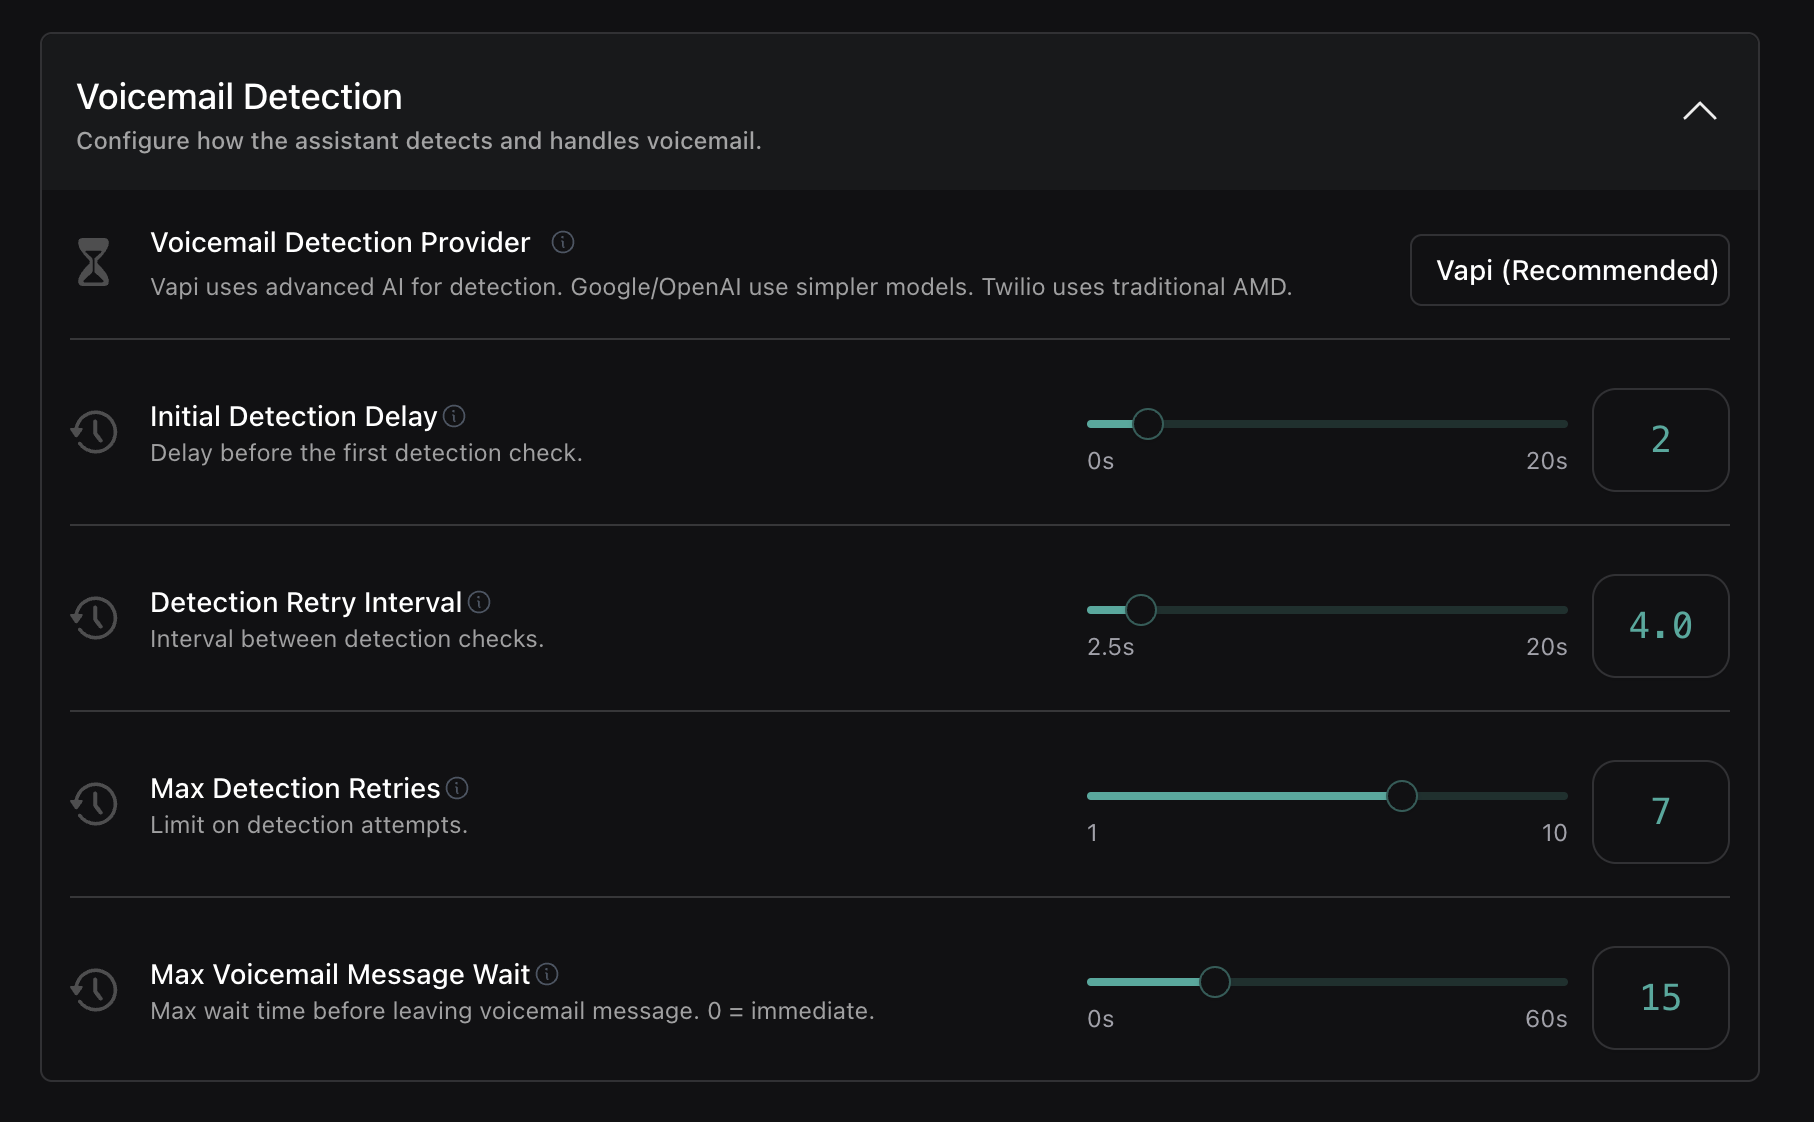 Voicemail Detection
Configure how the assistant detects and handles voicemail.
Voicemail Detection Provider
Vapi uses advanced AI for detection. Google/OpenAI use simpler models. Twilio uses traditional AMD.
Vapi (Recommended)
Initial Detection Delay
Delay before the first detection check.
0s
20s
2
Detection Retry Interval
Interval between detection checks.
2.5s
20s
4.0
Max Detection Retries
Limit on detection attempts.
1
10
7
Max Voicemail Message Wait
Max wait time before leaving voicemail message. 0 = immediate.
0s
60s
15